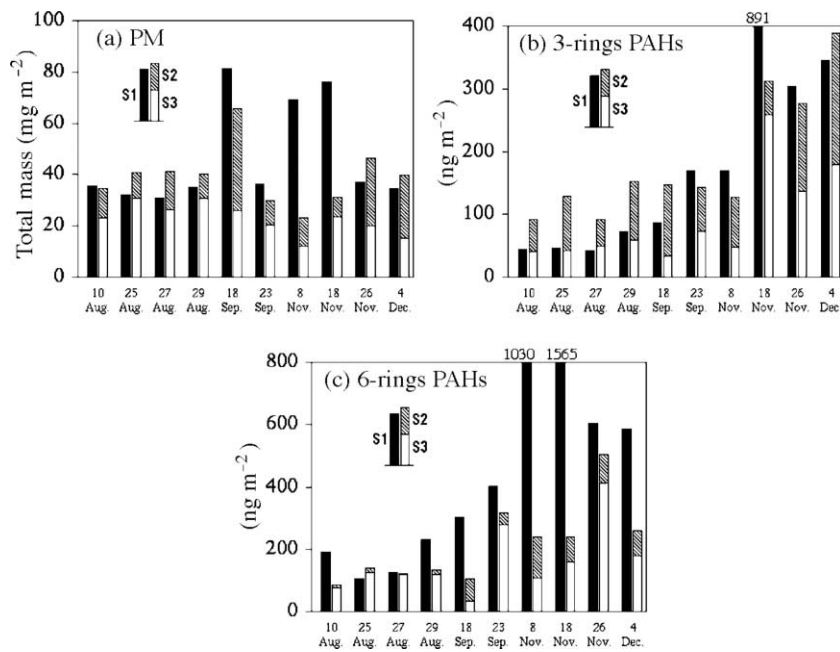 (a) PM
Total mass (mg m⁻²)
100
80
60
40
20
0
S1
S2
S3
10 25 27 29 18 23 8 18 26 4
Aug. Aug. Aug. Aug. Sep. Sep. Nov. Nov. Nov. Dec.
(b) 3-rings PAHs
891
(ng m⁻²)
400
300
200
100
0
S1
S2
S3
10 25 27 29 18 23 8 18 26 4
Aug. Aug. Aug. Aug. Sep. Sep. Nov. Nov. Nov. Dec.
(c) 6-rings PAHs
1030 1565
(ng m⁻²)
800
600
400
200
0
S1
S2
S3
10 25 27 29 18 23 8 18 26 4
Aug. Aug. Aug. Aug. Sep. Sep. Nov. Nov. Nov. Dec.